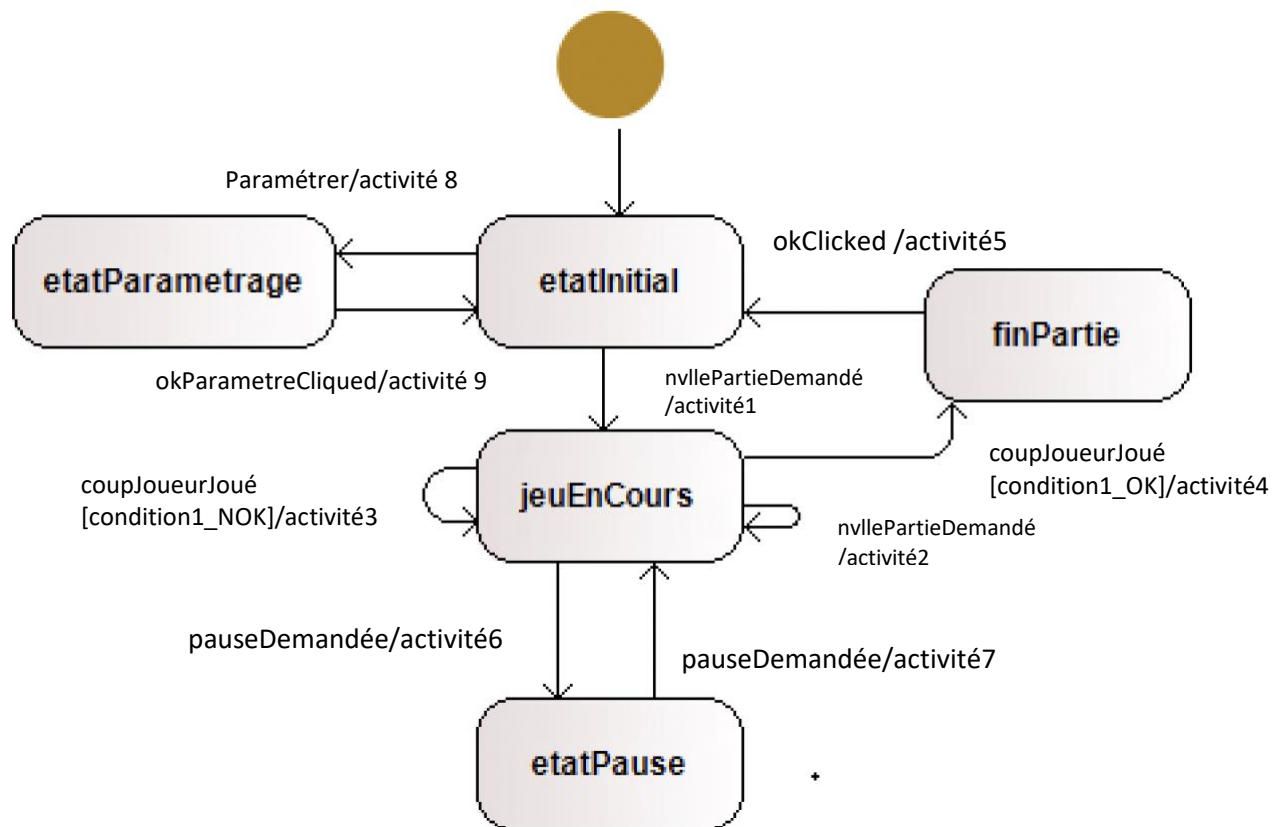 Paramétrer/activité 8
etatParametrage
etatInitial
okClicked /activité5
finPartie
okParametreCliqued/activité 9
nvllePartieDemandé
/activité1
coupJoueurJoué
[condition1_NOK]/activité3
jeuEnCours
coupJoueurJoué
[condition1_OK]/activité4
nvllePartieDemandé
/activité2
pauseDemandée/activité6
pauseDemandée/activité7
etatPause